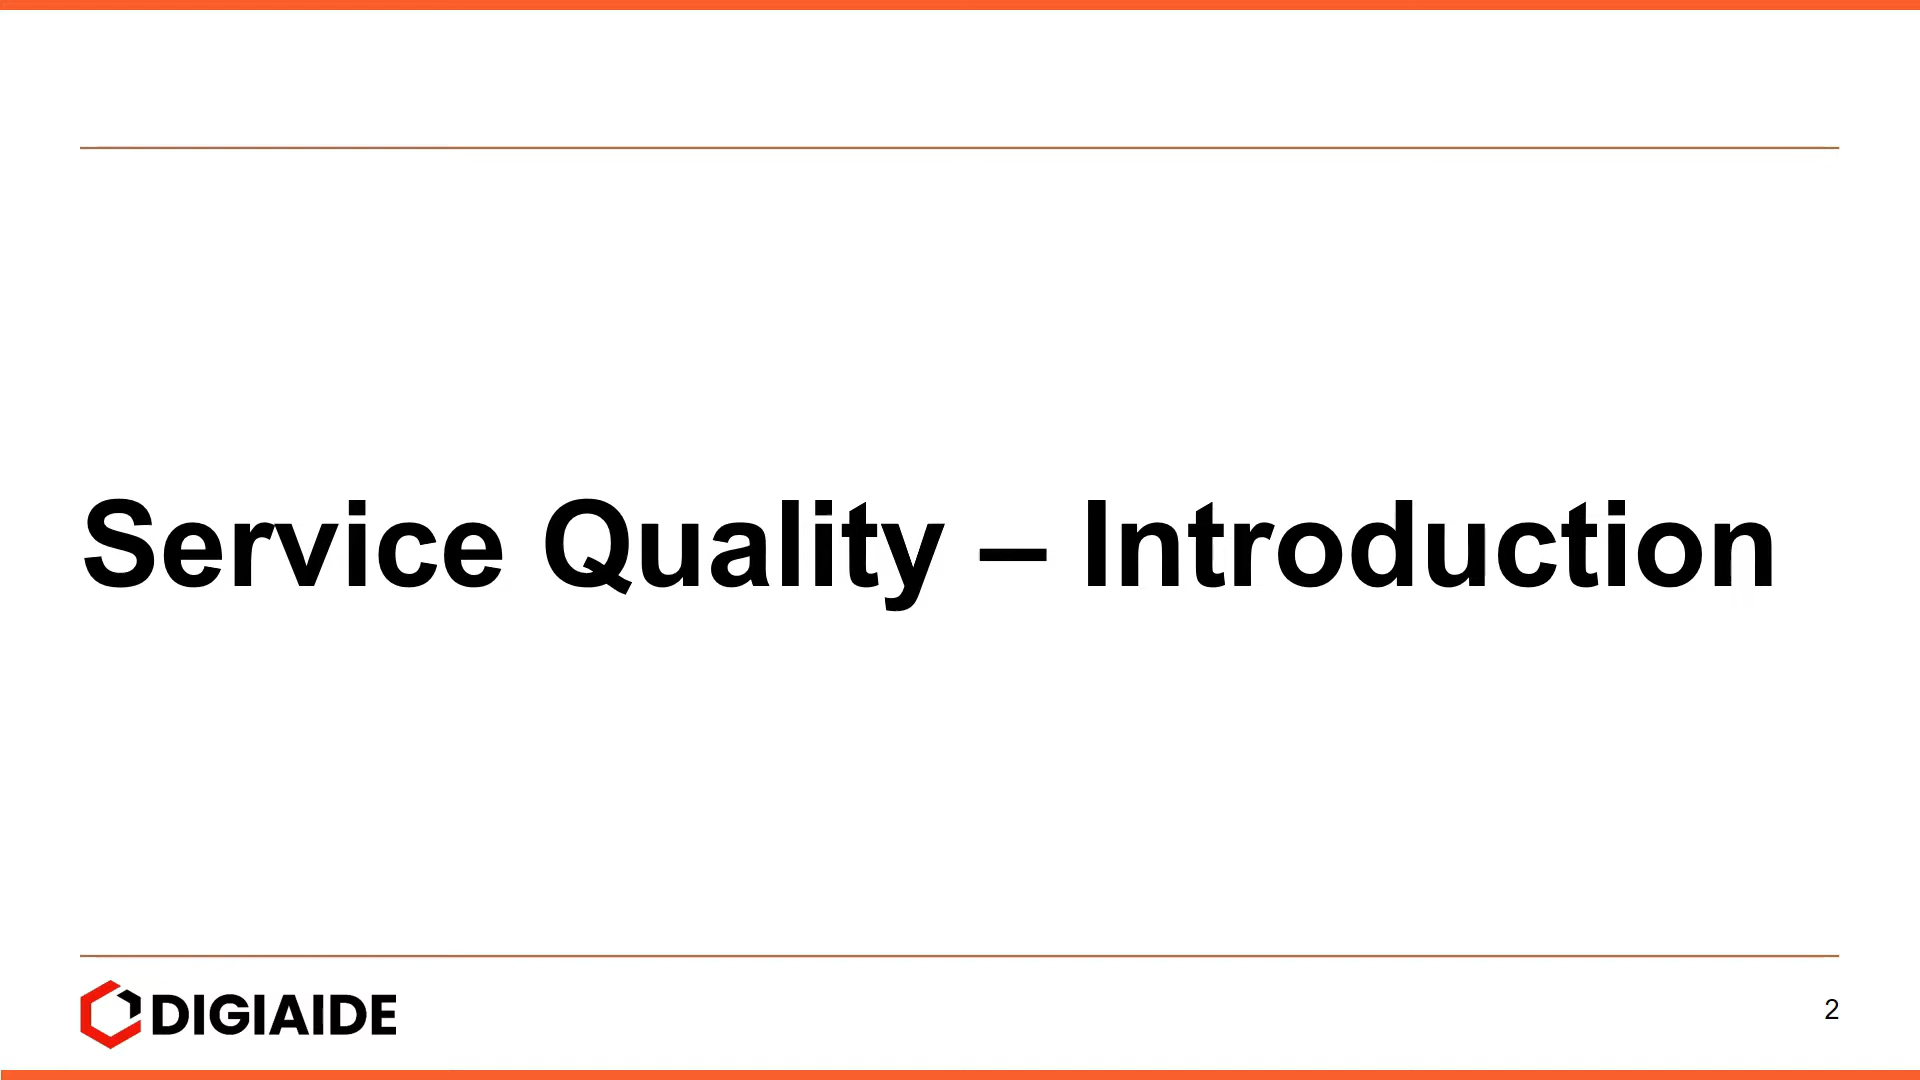 Service Quality – Introduction
DIGIAIDE
2